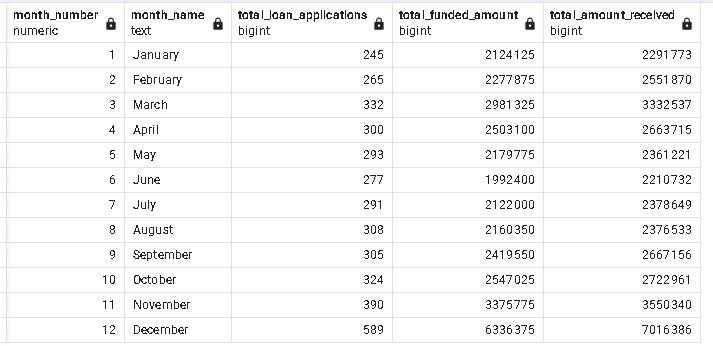 month_number month_name total_loan_applications total_funded_amount total_amount_received
numeric text bigint bigint bigint
1 January 245 2124125 2291773
2 February 265 2277875 2551870
3 March 332 2981325 3332537
4 April 300 2503100 2663715
5 May 293 2179775 2361221
6 June 277 1992400 2210732
7 July 291 2122000 2378649
8 August 308 2160350 2376533
9 September 305 2419550 2667156
10 October 324 2547025 2722961
11 November 390 3375775 3550340
12 December 589 6336375 7016386